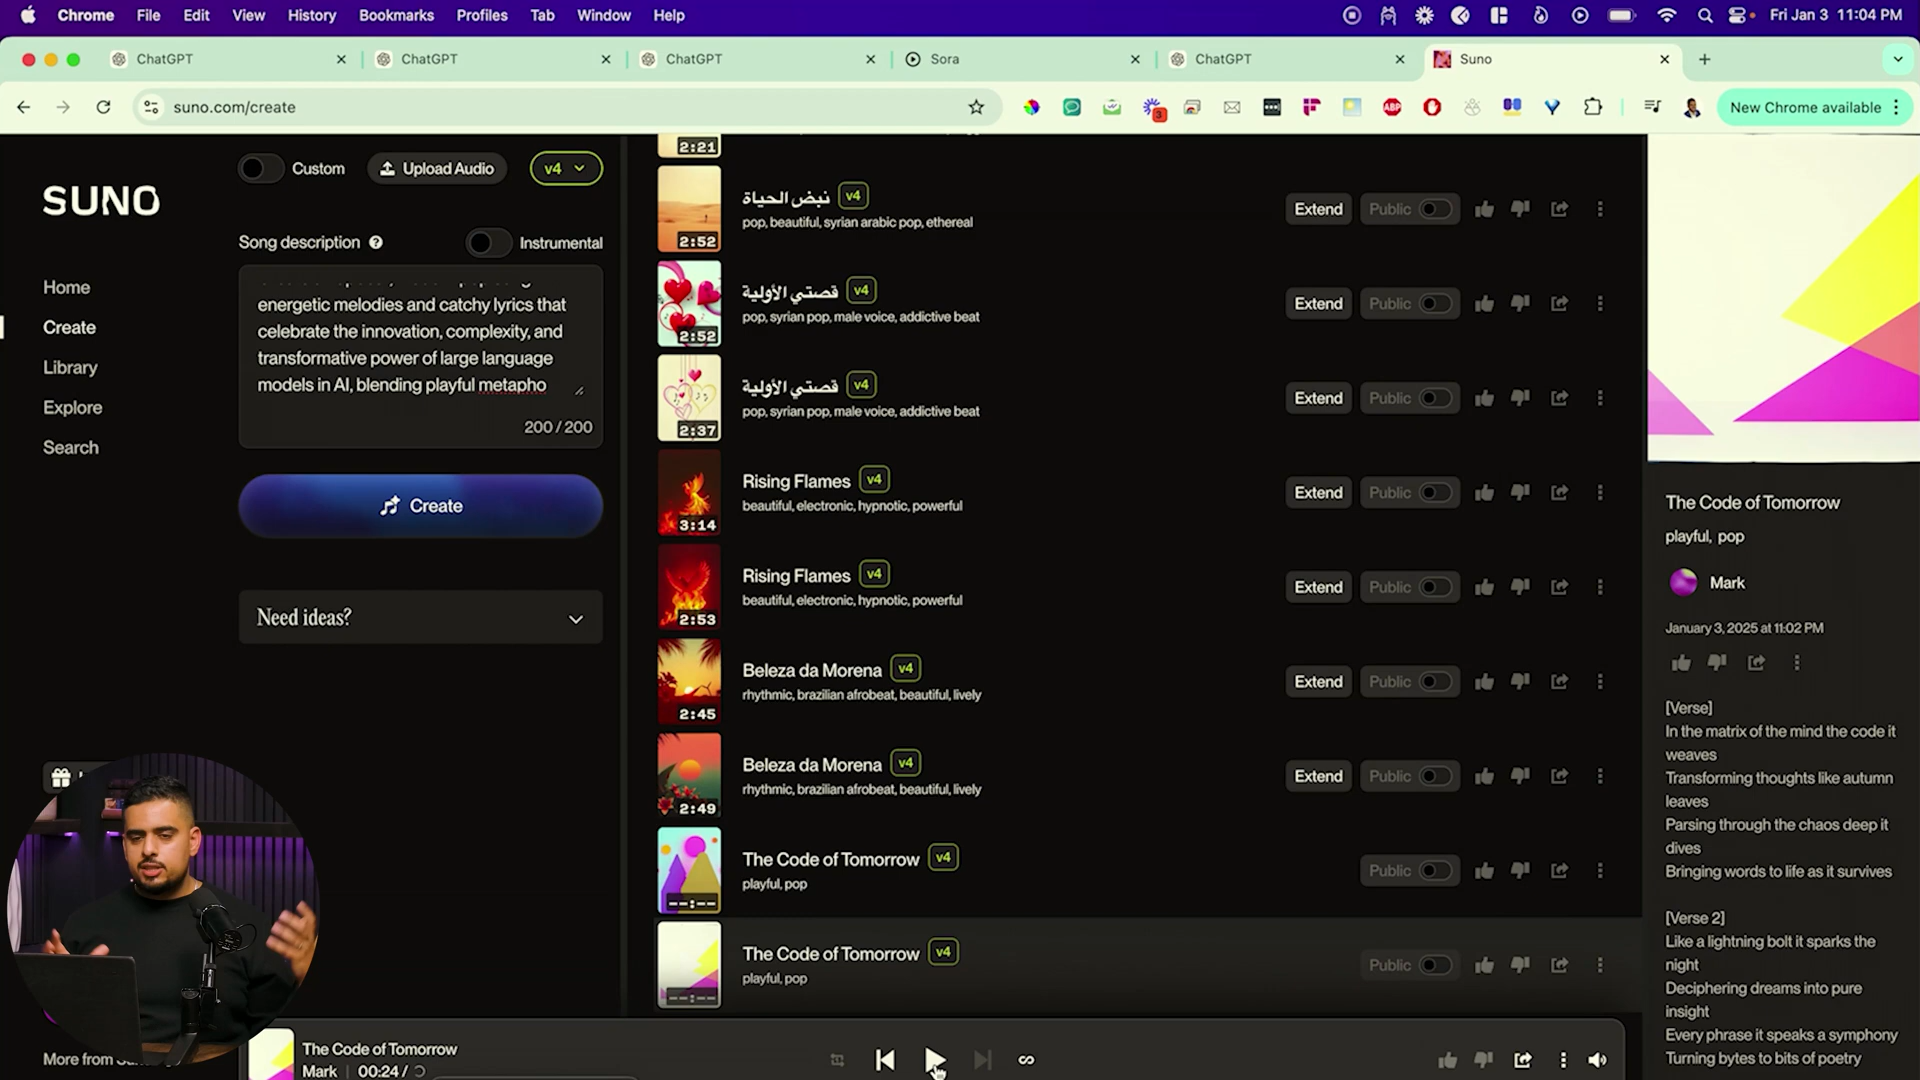 Chrome File Edit View History Bookmarks Profiles Tab Window Help Fri Jan 3 11:04 PM
ChatGPT ChatGPT ChatGPT Sora ChatGPT Suno
suno.com/create ABP 3 New Chrome available
SUNO
Home
Create
Library
Explore
Search
Custom Upload Audio v4
Song description Instrumental
energetic melodies and catchy lyrics that
celebrate the innovation, complexity, and
transformative power of large language
models in AI, blending playful metapho
200 / 200
Create
Need ideas?
More from
2:21
نبض الحياة v4
pop, beautiful, syrian arabic pop, ethereal
2:52
Extend Public
قصتي الأولية v4
pop, syrian pop, male voice, addictive beat
2:52
Extend Public
قصتي الأولية v4
pop, syrian pop, male voice, addictive beat
2:37
Extend Public
Rising Flames v4
beautiful, electronic, hypnotic, powerful
3:14
Extend Public
Rising Flames v4
beautiful, electronic, hypnotic, powerful
2:53
Extend Public
Beleza da Morena v4
rhythmic, brazilian afrobeat, beautiful, lively
2:45
Extend Public
Beleza da Morena v4
rhythmic, brazilian afrobeat, beautiful, lively
2:49
Extend Public
The Code of Tomorrow v4
playful, pop
--:--
Public
The Code of Tomorrow v4
playful, pop
--:--
Public
The Code of Tomorrow
playful, pop
Mark
January 3, 2025 at 11:02 PM
[Verse]
In the matrix of the mind the code it
weaves
Transforming thoughts like autumn
leaves
Parsing through the chaos deep it
dives
Bringing words to life as it survives
[Verse 2]
Like a lightning bolt it sparks the
night
Deciphering dreams into pure
insight
Every phrase it speaks a symphony
Turning bytes to bits of poetry
The Code of Tomorrow
Mark | 00:24 /